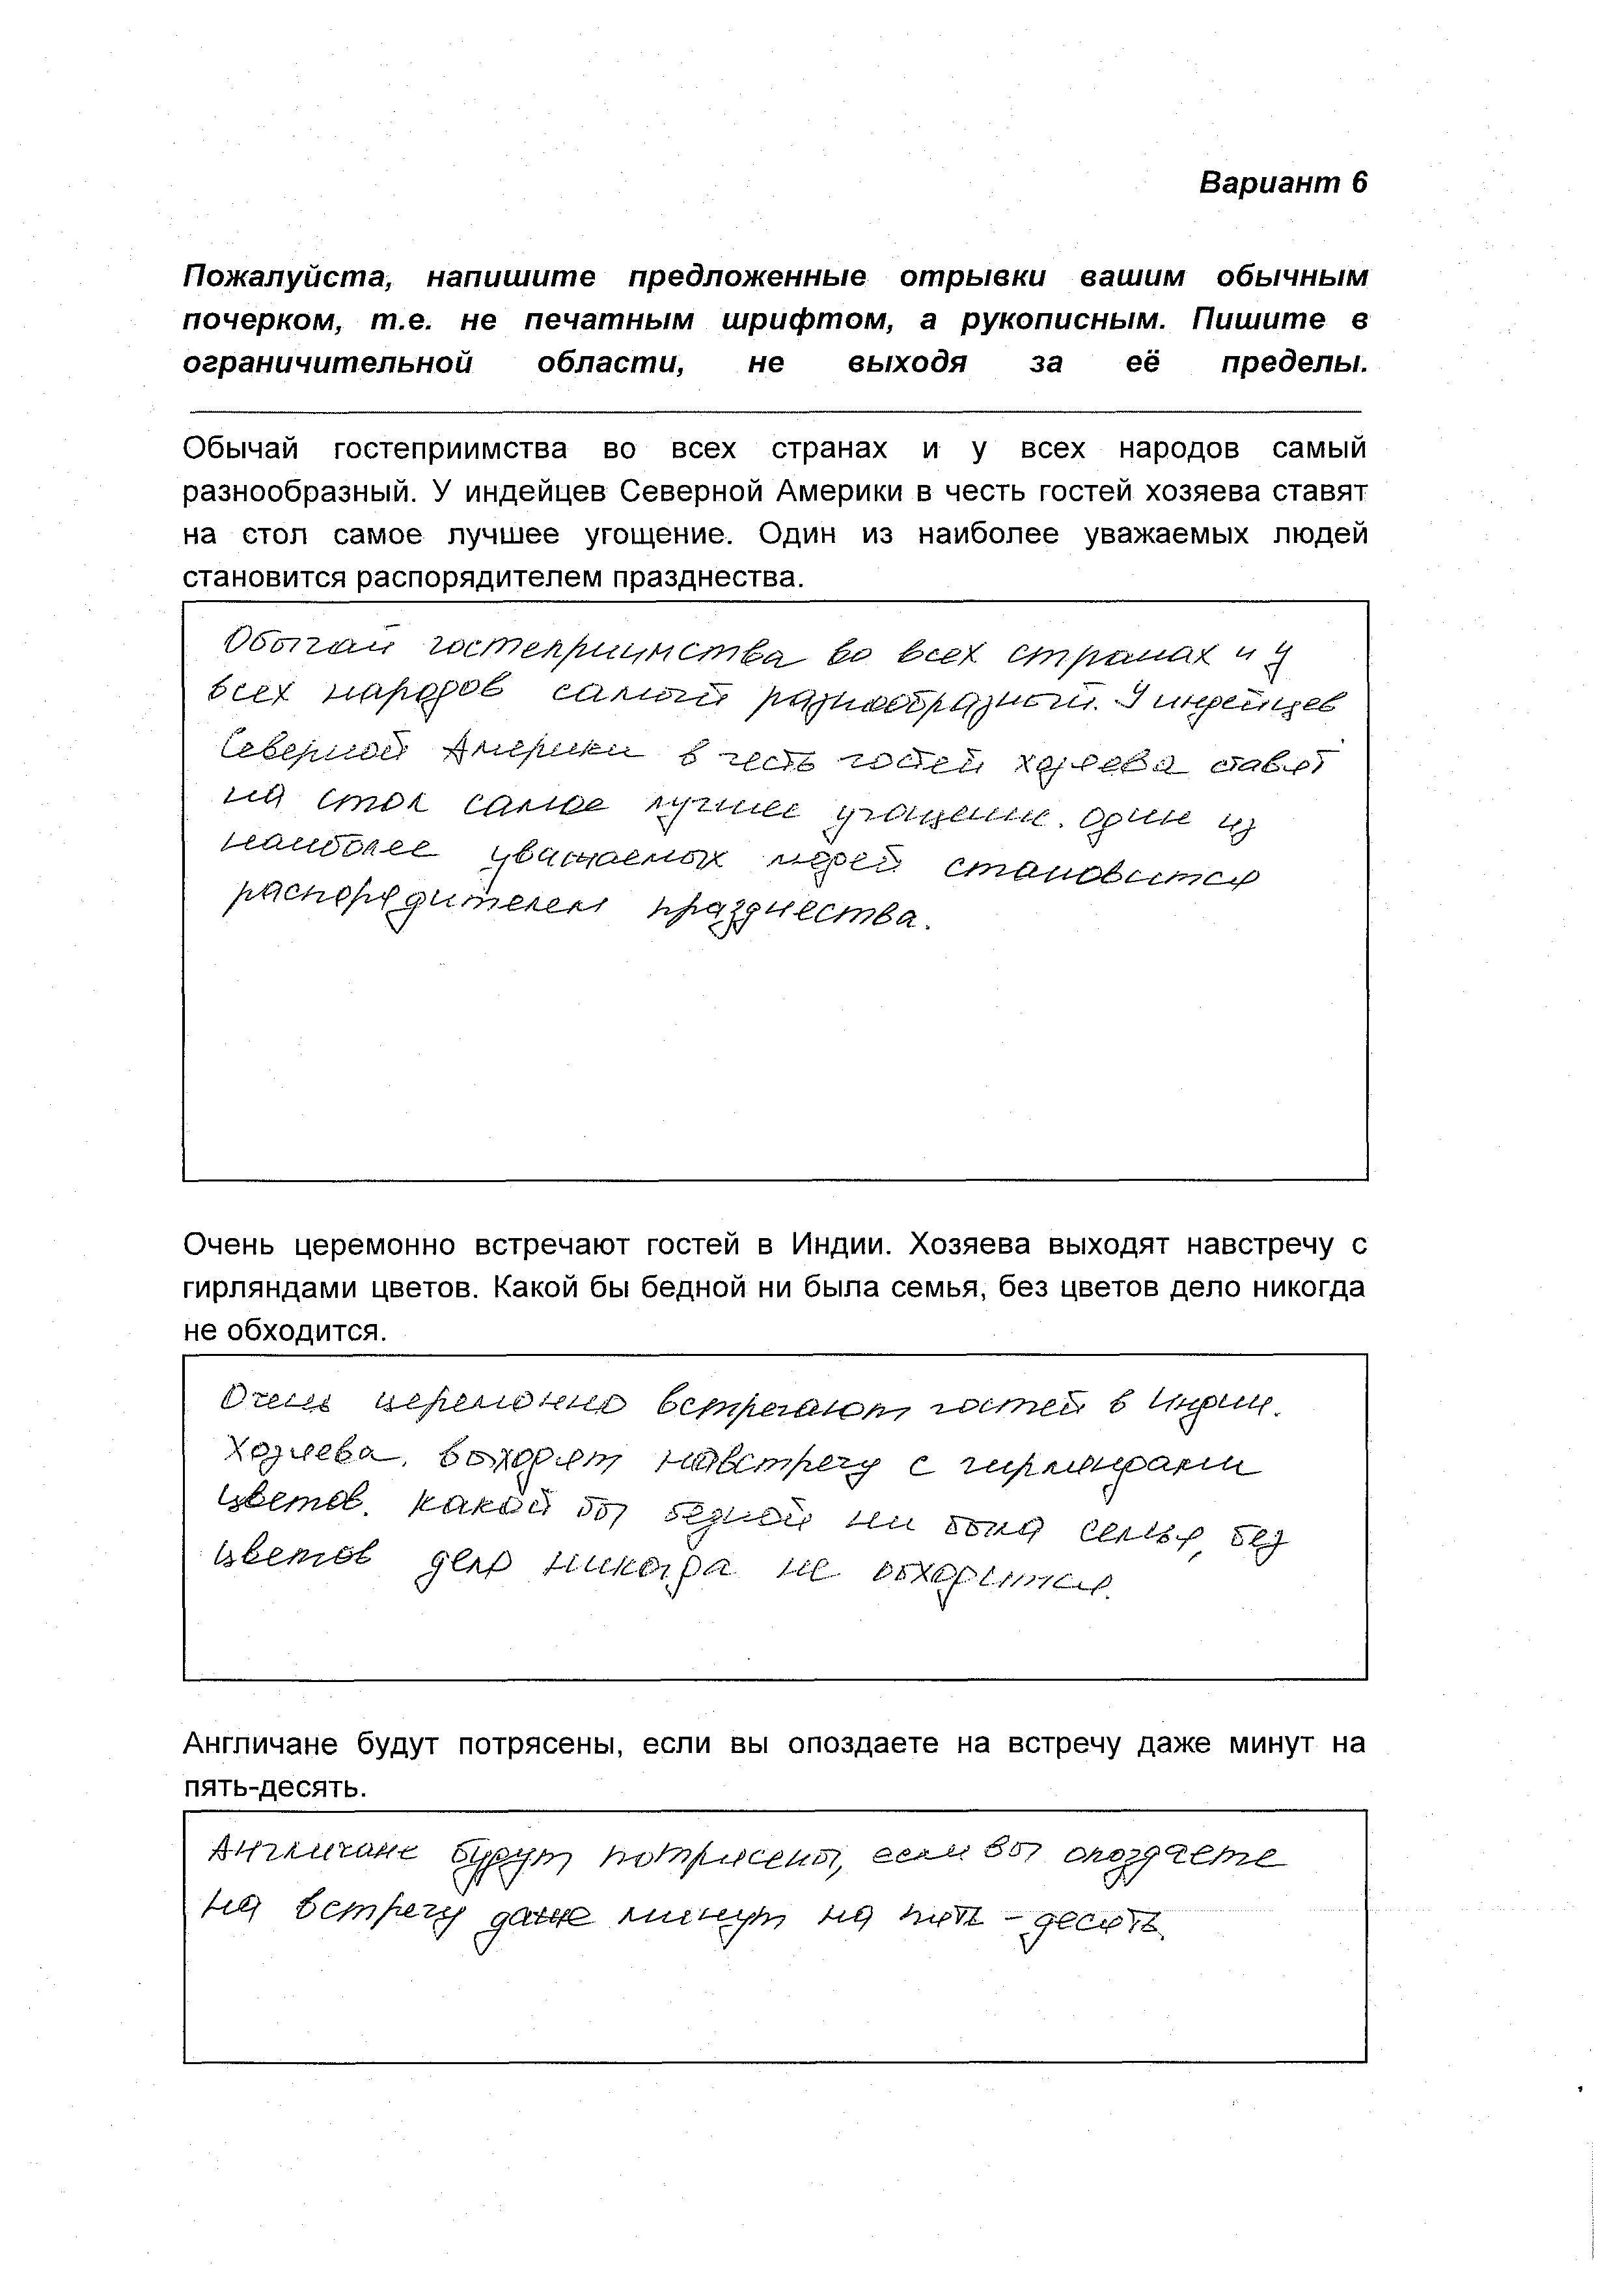 Вариант 6
Пожалуйста, напишите предложенные отрывки вашим обычным
почерком, т.е. не печатным шрифтом, а рукописным. Пишите в
ограничительной области, не выходя за её пределы.
Обычай гостеприимства во всех странах и у всех народов самый
разнообразный. У индейцев Северной Америки в честь гостей хозяева ставят
на стол самое лучшее угощение. Один из наиболее уважаемых людей
становится распорядителем празднества.
Обычай гостеприимства во всех странах и у
всех народов самый разнообразный. У индейцев
Северной Америки в честь гостей хозяева ставят
на стол самое лучшее угощение. Один из
наиболее уважаемых людей становится
распорядителем празднества.
Очень церемонно встречают гостей в Индии. Хозяева выходят навстречу с
гирляндами цветов. Какой бы бедной ни была семья, без цветов дело никогда
не обходится.
Очень церемонно встречают гостей в Индии.
Хозяева выходят навстречу с гирляндами
цветов. Какой бы бедной ни была семья, без
цветов дело никогда не обходится.
Англичане будут потрясены, если вы опоздаете на встречу даже минут на
пять-десять.
Англичане будут потрясены, если вы опоздаете
на встречу даже минут на пять - десять.